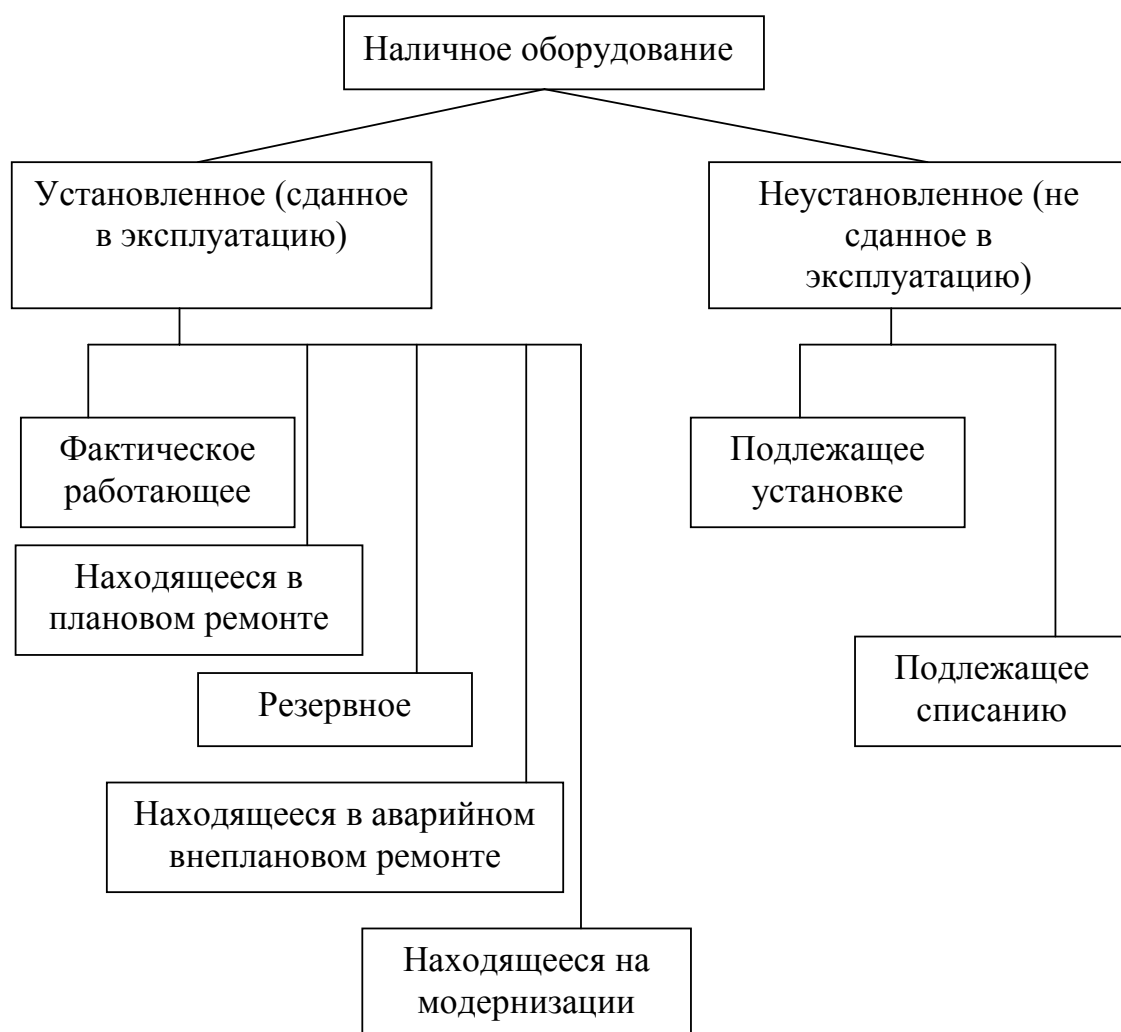 Наличное оборудование
Установленное (сданное
в эксплуатацию)
Неустановленное (не
сданное в
эксплуатацию)
Фактическое
работающее
Находящееся в
плановом ремонте
Резервное
Находящееся в аварийном
внеплановом ремонте
Находящееся на
модернизации
Подлежащее
установке
Подлежащее
списанию